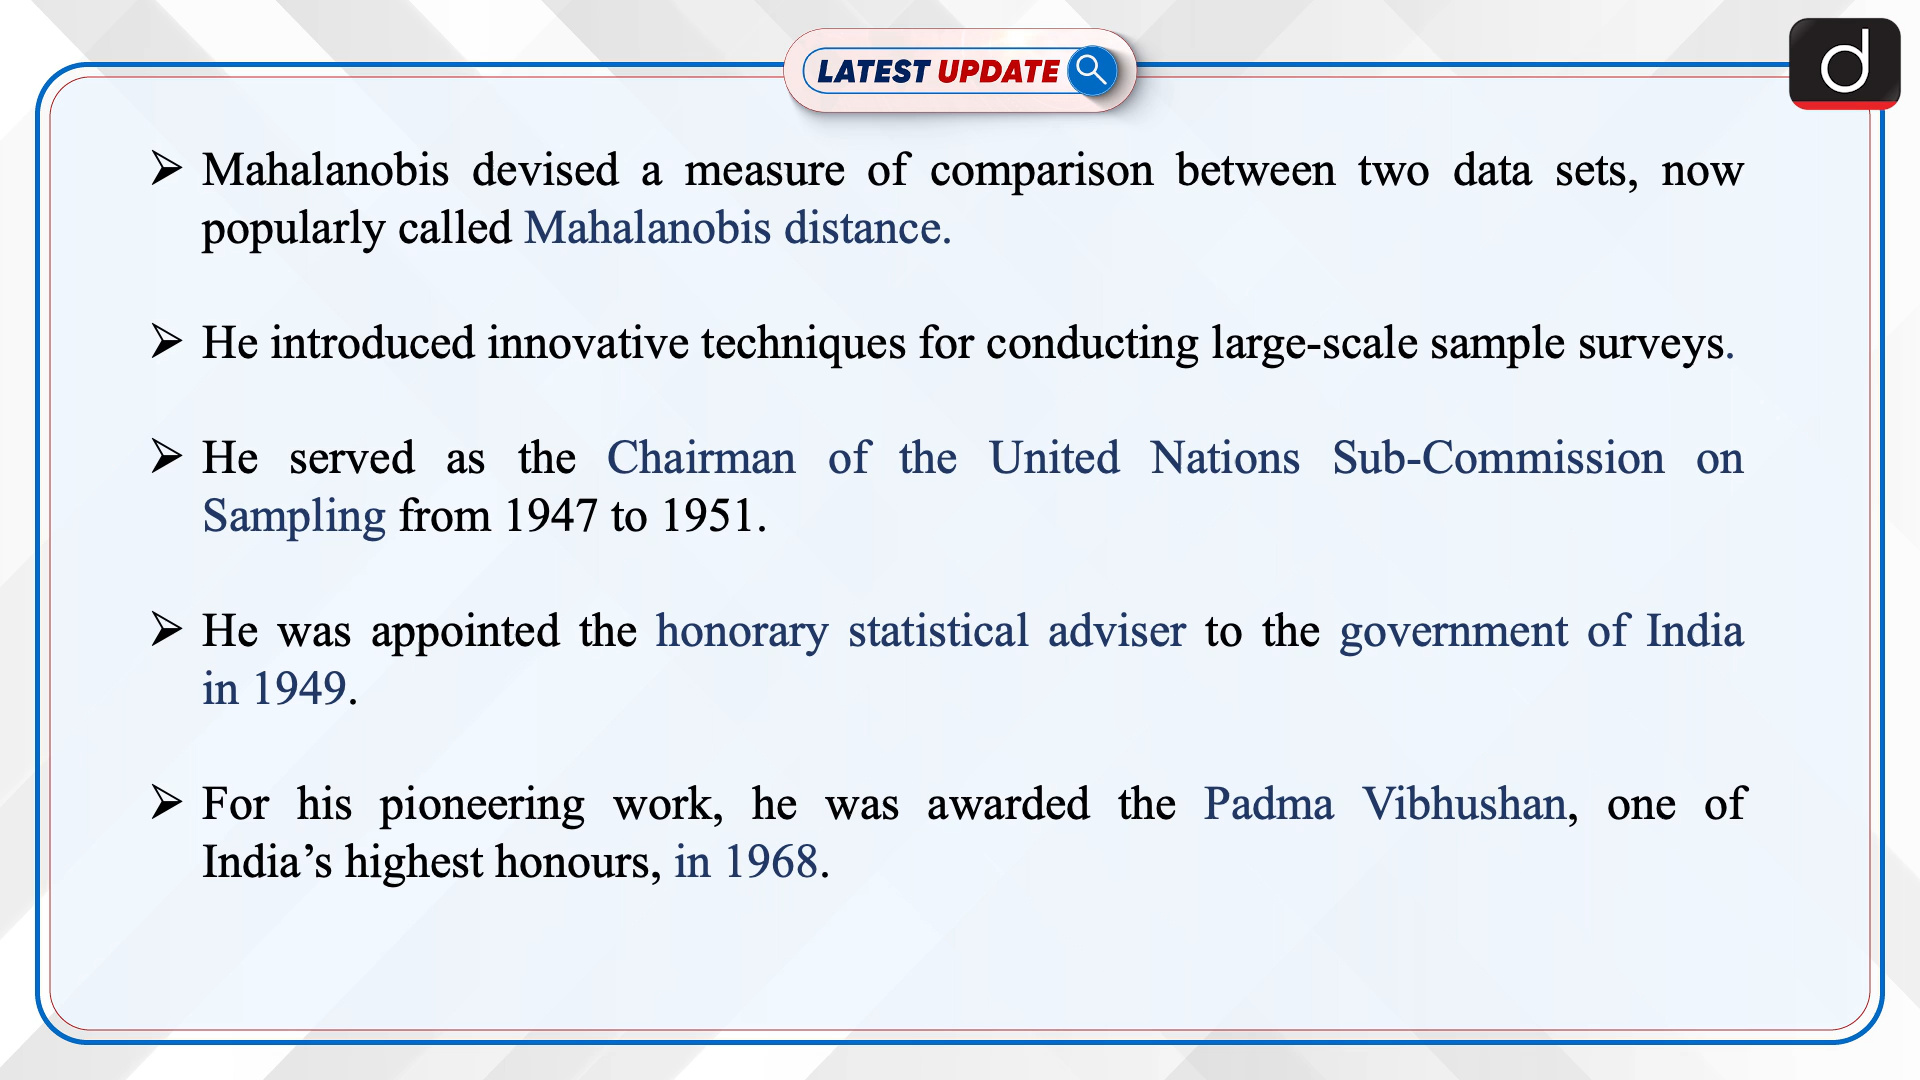 LATEST UPDATE
d
➢ Mahalanobis devised a measure of comparison between two data sets, now
popularly called Mahalanobis distance.
➢ He introduced innovative techniques for conducting large-scale sample surveys.
➢ He served as the Chairman of the United Nations Sub-Commission on
Sampling from 1947 to 1951.
➢ He was appointed the honorary statistical adviser to the government of India
in 1949.
➢ For his pioneering work, he was awarded the Padma Vibhushan, one of
India’s highest honours, in 1968.